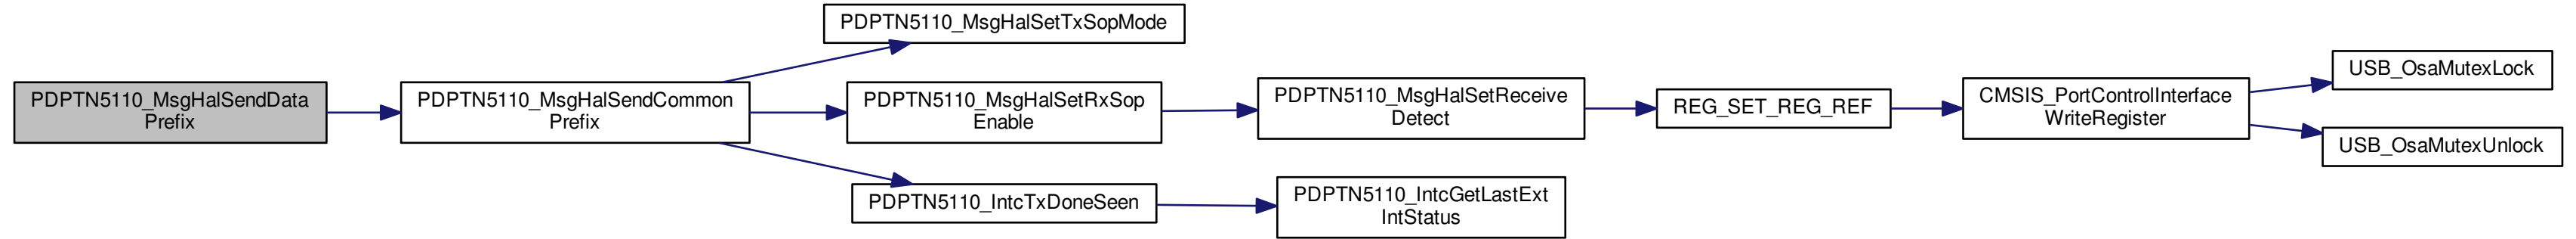 PDPTN5110_MsgHalSendData
Prefix
PDPTN5110_MsgHalSendCommon
Prefix
PDPTN5110_MsgHalSetTxSopMode
PDPTN5110_MsgHalSetRxSop
Enable
PDPTN5110_IntcTxDoneSeen
PDPTN5110_MsgHalSetReceive
Detect
PDPTN5110_IntcGetLastExt
IntStatus
REG_SET_REG_REF
CMSIS_PortControlInterface
WriteRegister
USB_OsaMutexLock
USB_OsaMutexUnlock